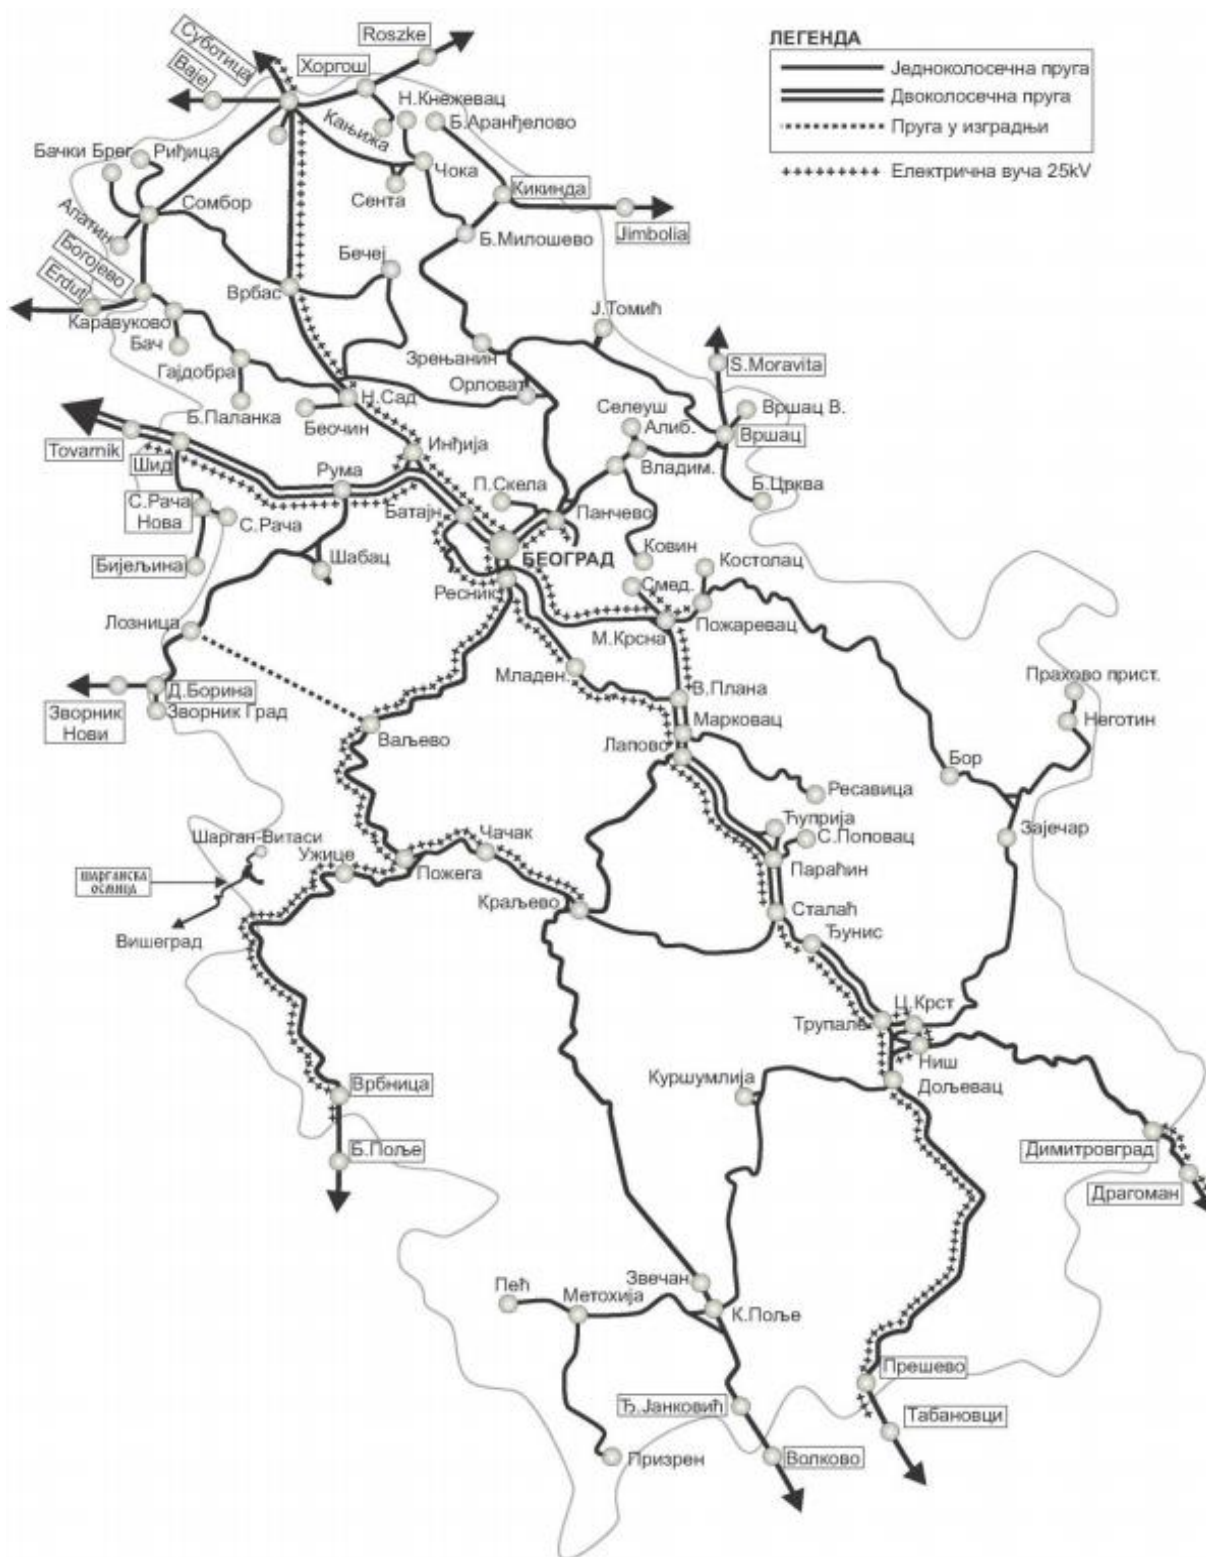 ЛЕГЕНДА
Једноколосечна пруга
Двоколосечна пруга
Пруга у изградњи
Електрична вуча 25kV
Roszke
Суботица
Хоргош
Baje
Н.Кнежевац
Б.Аранђелово
Кањижа
Бачки Брег
Риђица
Чока
Сента
Кикинда
Jimbolia
Сомбор
Апатин
Б.Милошево
Богојево
Бечеј
Erdut
Врбас
Каравуково
Бач
Ј.Томић
Зрењанин
S.Moravita
Гајдобра
Орловат
Н.Сад
Б.Паланка
Беочин
Селеуш
Алиб.
Вршац В.
Вршац
Tovarnik
Шид
Инђија
Владим.
Рума
П.Скела
Б.Црква
С.Рача
Нова
Батајн
Панчево
С.Рача
БЕОГРАД
Ковин
Костолац
Бијељина
Шабац
Смед.
Ресник
Лозница
М.Крсна
Пожаревац
Младен.
Прахово прист.
Д.Борина
В.Плана
Зворник
Нови
Зворник Град
Марковац
Неготин
Ваљево
Лапово
Бор
Ресавица
Ћуприја
Зајечар
Шарган-Витаси
С.Поповац
Ужице
Чачак
Параћин
ШАРГАНСКА
ОСМИЦА
Пожега
Краљево
Сталаћ
Вишеград
Ђунис
Ц.Крст
Трупале
Ниш
Куршумлија
Дољевац
Врбница
Б.Поље
Димитровград
Драгоман
Звечан
Пећ
Метохија
К.Поље
Прешево
Ђ.Јанковић
Табановци
Призрен
Волково